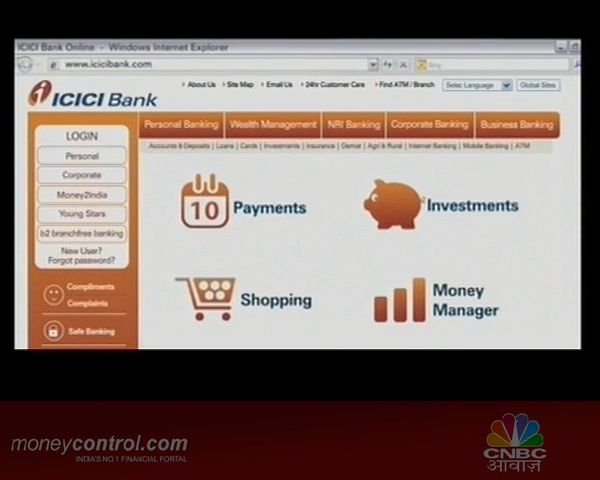 ICICI Bank Online - Windows Internet Explorer
www.icicibank.com
Bing
About Us Site Map Email Us 24hr Customer Care Find ATM / Branch Selec Language Global Sites
i ICICI Bank
Personal Banking Wealth Management NRI Banking Corporate Banking Business Banking
Accounts & Deposits | Loans | Cards | Investments | Insurance | Demat | Agri & Rural | Internet Banking | Mobile Banking | ATM
LOGIN
Personal
Corporate
Money2India
Young Stars
b2 branchfree banking
New User?
Forgot password?
Compliments
Complaints
Safe Banking
10 Payments
Investments
Shopping
Money
Manager
moneycontrol.com
INDIA'S NO.1 FINANCIAL PORTAL
CNBC
आवाज़